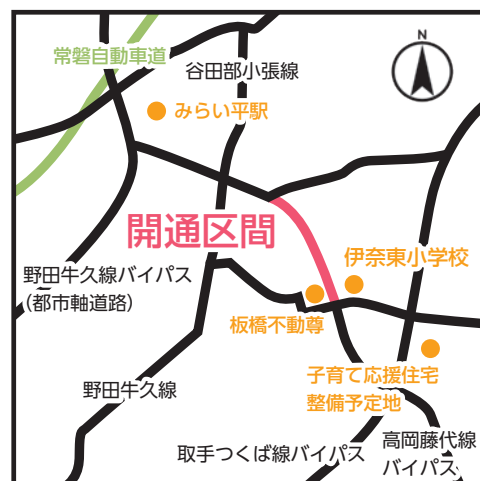 N
常磐自動車道
谷田部小張線
みらい平駅
開通区間
伊奈東小学校
野田牛久線バイパス
(都市軸道路)
板橋不動尊
子育て応援住宅
整備予定地
野田牛久線
取手つくば線バイパス
高岡藤代線
バイパス